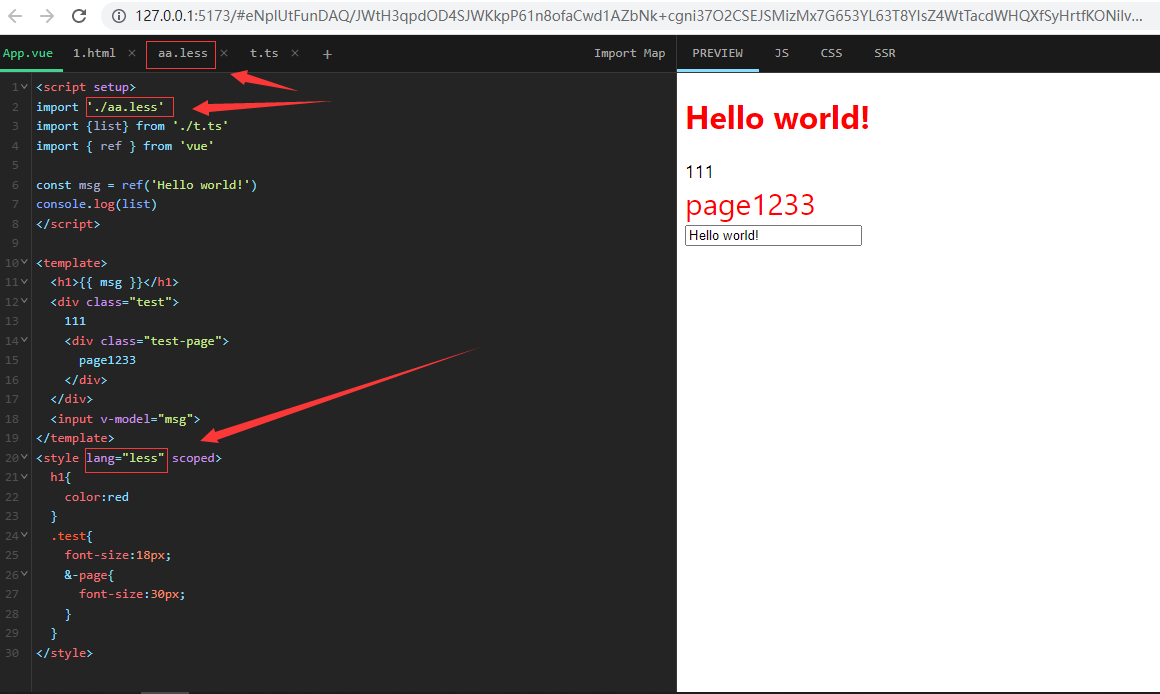 127.0.0.1:5173/#eNplUtFunDAQ/JWtH3qpdOD4SJWKkpP61n8ofaCwd1AZbNk+cgni37O2CSEJSMizMx7G653YL63T8YIsZ4WtTacdWHQXfSyHrtfKONilv...
App.vue 1.html × aa.less × t.ts × + Import Map PREVIEW JS CSS SSR
1 <script setup>
2 import './aa.less'
3 import {list} from './t.ts'
4 import { ref } from 'vue'
5
6 const msg = ref('Hello world!')
7 console.log(list)
8 </script>
9
10 <template>
11 <h1>{{ msg }}</h1>
12 <div class="test">
13 111
14 <div class="test-page">
15 page1233
16 </div>
17 </div>
18 <input v-model="msg">
19 </template>
20 <style lang="less" scoped>
21 h1{
22 color:red
23 }
24 .test{
25 font-size:18px;
26 &-page{
27 font-size:30px;
28 }
29 }
30 </style>
Hello world!
111
page1233
Hello world!